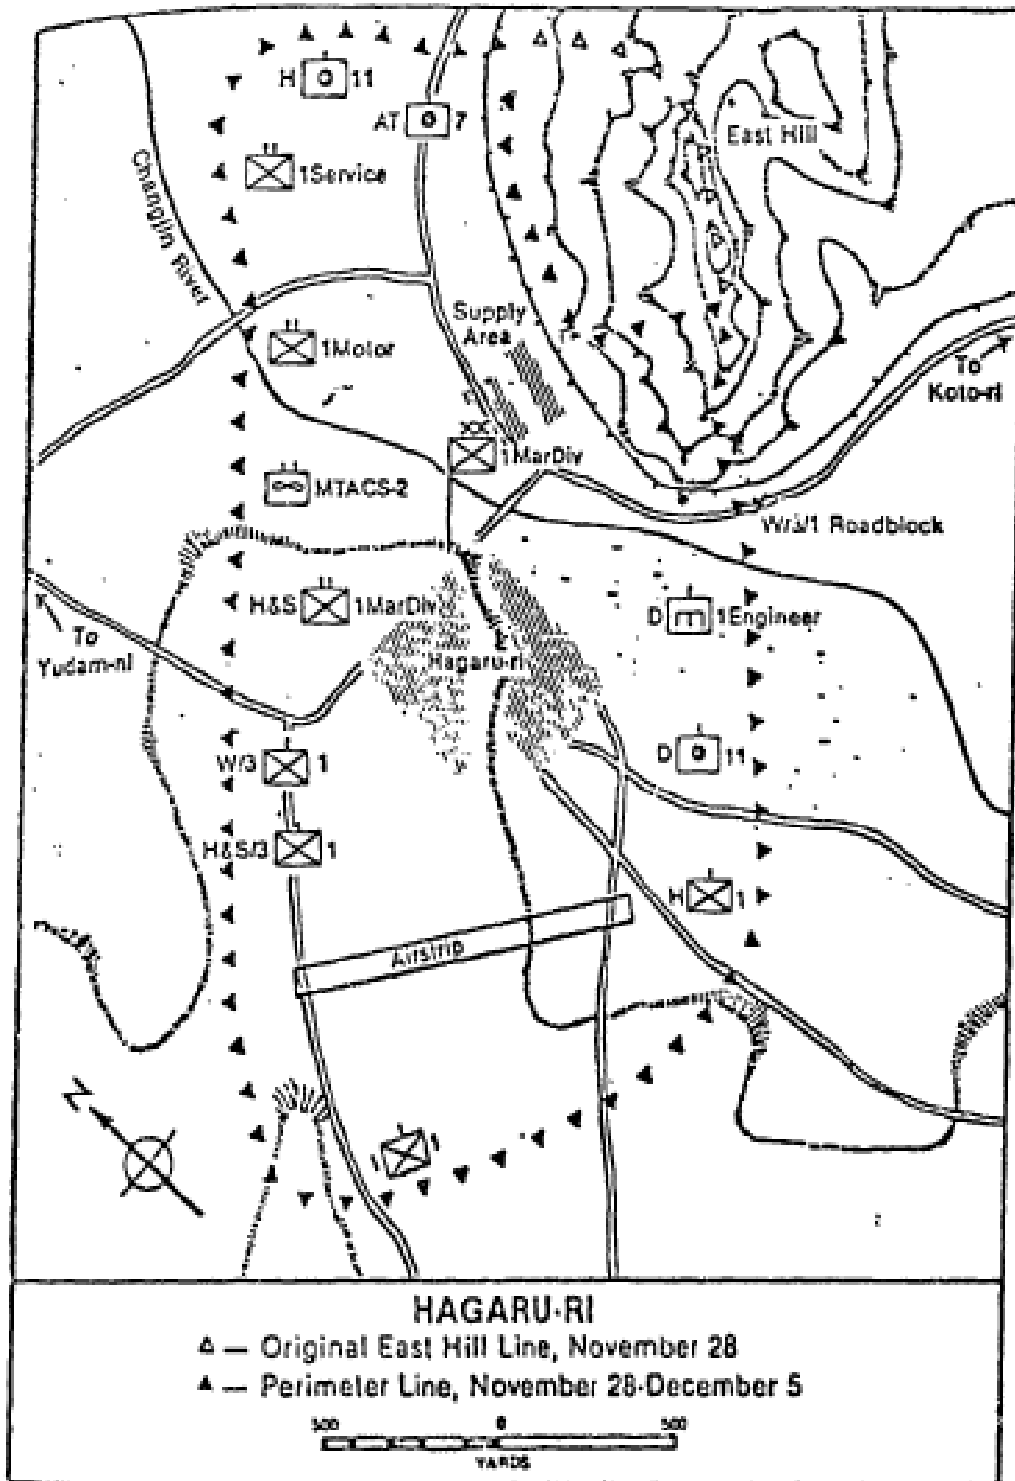 H 11
AT 7
East Hill
1Service
Changjin River
Supply
Area
1Motor
To
Koto-ri
XX
1MarDiv
MTACS-2
W/3/1 Roadblock
H&S 1MarDiv
D 1Engineer
To
Yudam-ni
Hagaru-ri
W/3 1
D 11
H&S/3 1
H 1
Airstrip
N
HAGARU-RI
△ — Original East Hill Line, November 28
▲ — Perimeter Line, November 28-December 5
500 0 500
YARDS